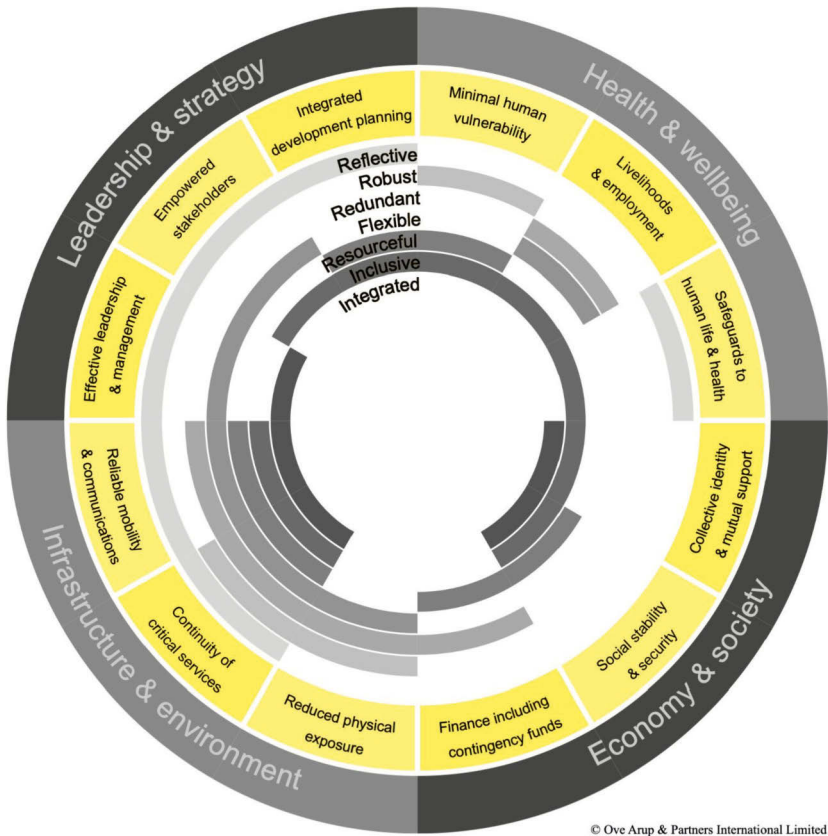 Leadership & strategy
Health & wellbeing
Economy & society
Infrastructure & environment
Integrated
development planning
Minimal human
vulnerability
Livelihoods
& employment
Safeguards to
human life & health
Collective identity
& mutual support
Social stability
& security
Finance including
contingency funds
Reduced physical
exposure
Continuity of
critical services
Reliable mobility
& communications
Effective leadership
& management
Empowered
stakeholders
Reflective
Robust
Redundant
Flexible
Resourceful
Inclusive
Integrated
© Ove Arup & Partners International Limited